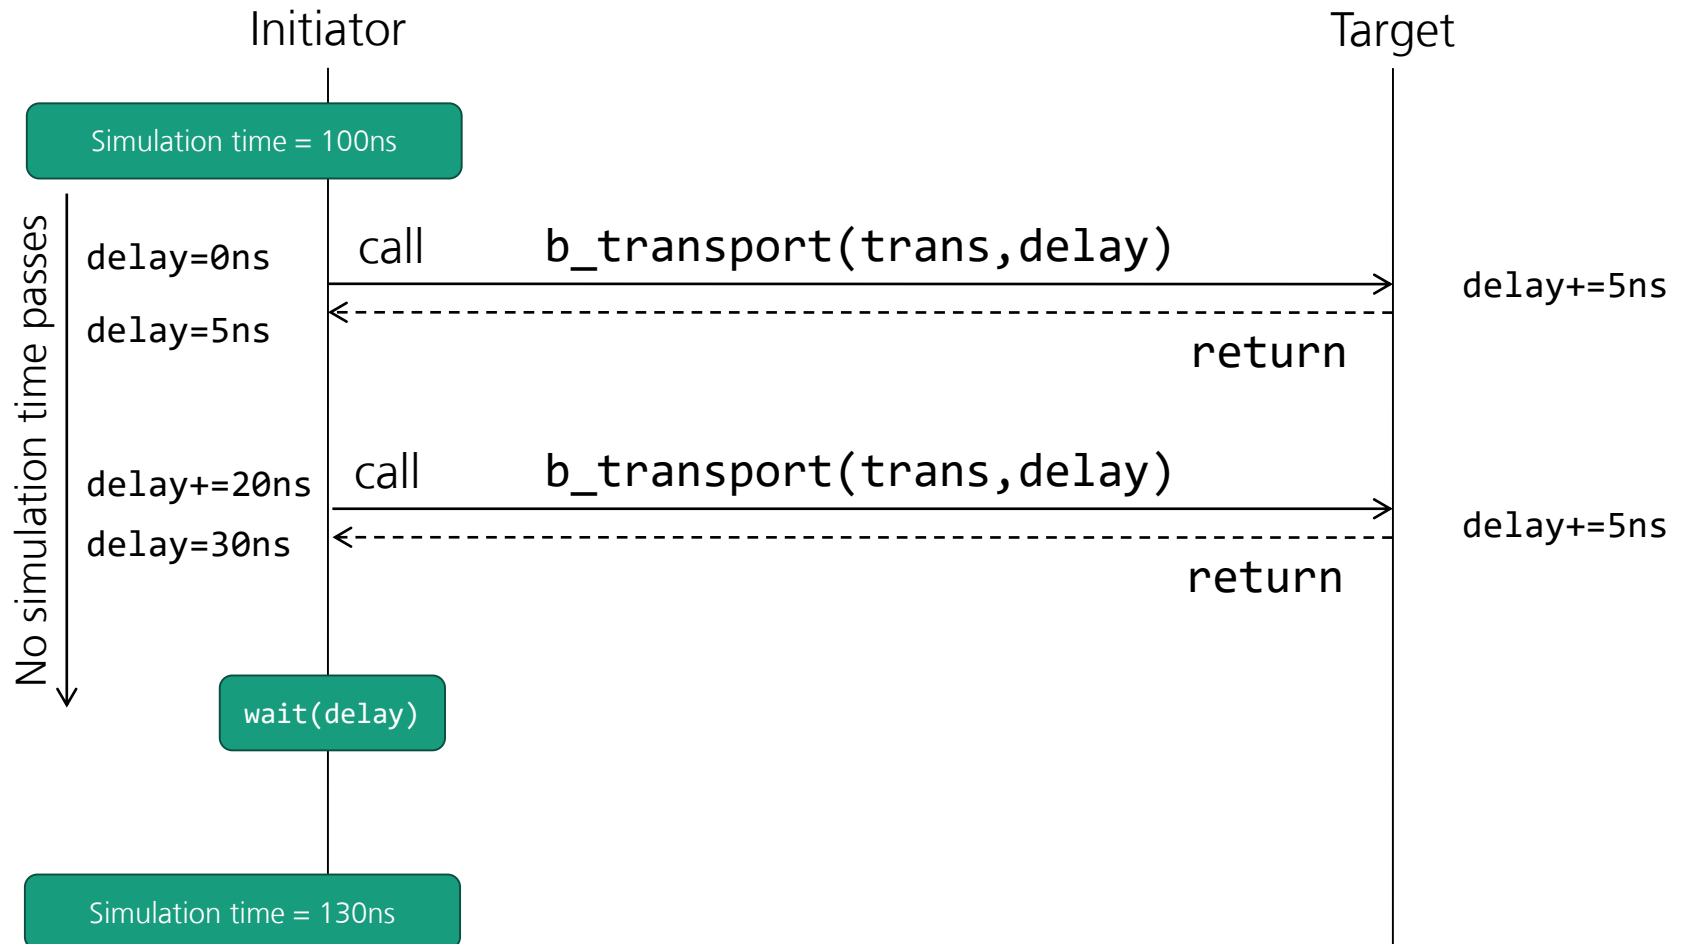 Initiator
Target
Simulation time = 100ns
No simulation time passes
delay=0ns
call
b_transport(trans,delay)
delay+=5ns
delay=5ns
return
delay+=20ns
call
b_transport(trans,delay)
delay+=5ns
delay=30ns
return
wait(delay)
Simulation time = 130ns